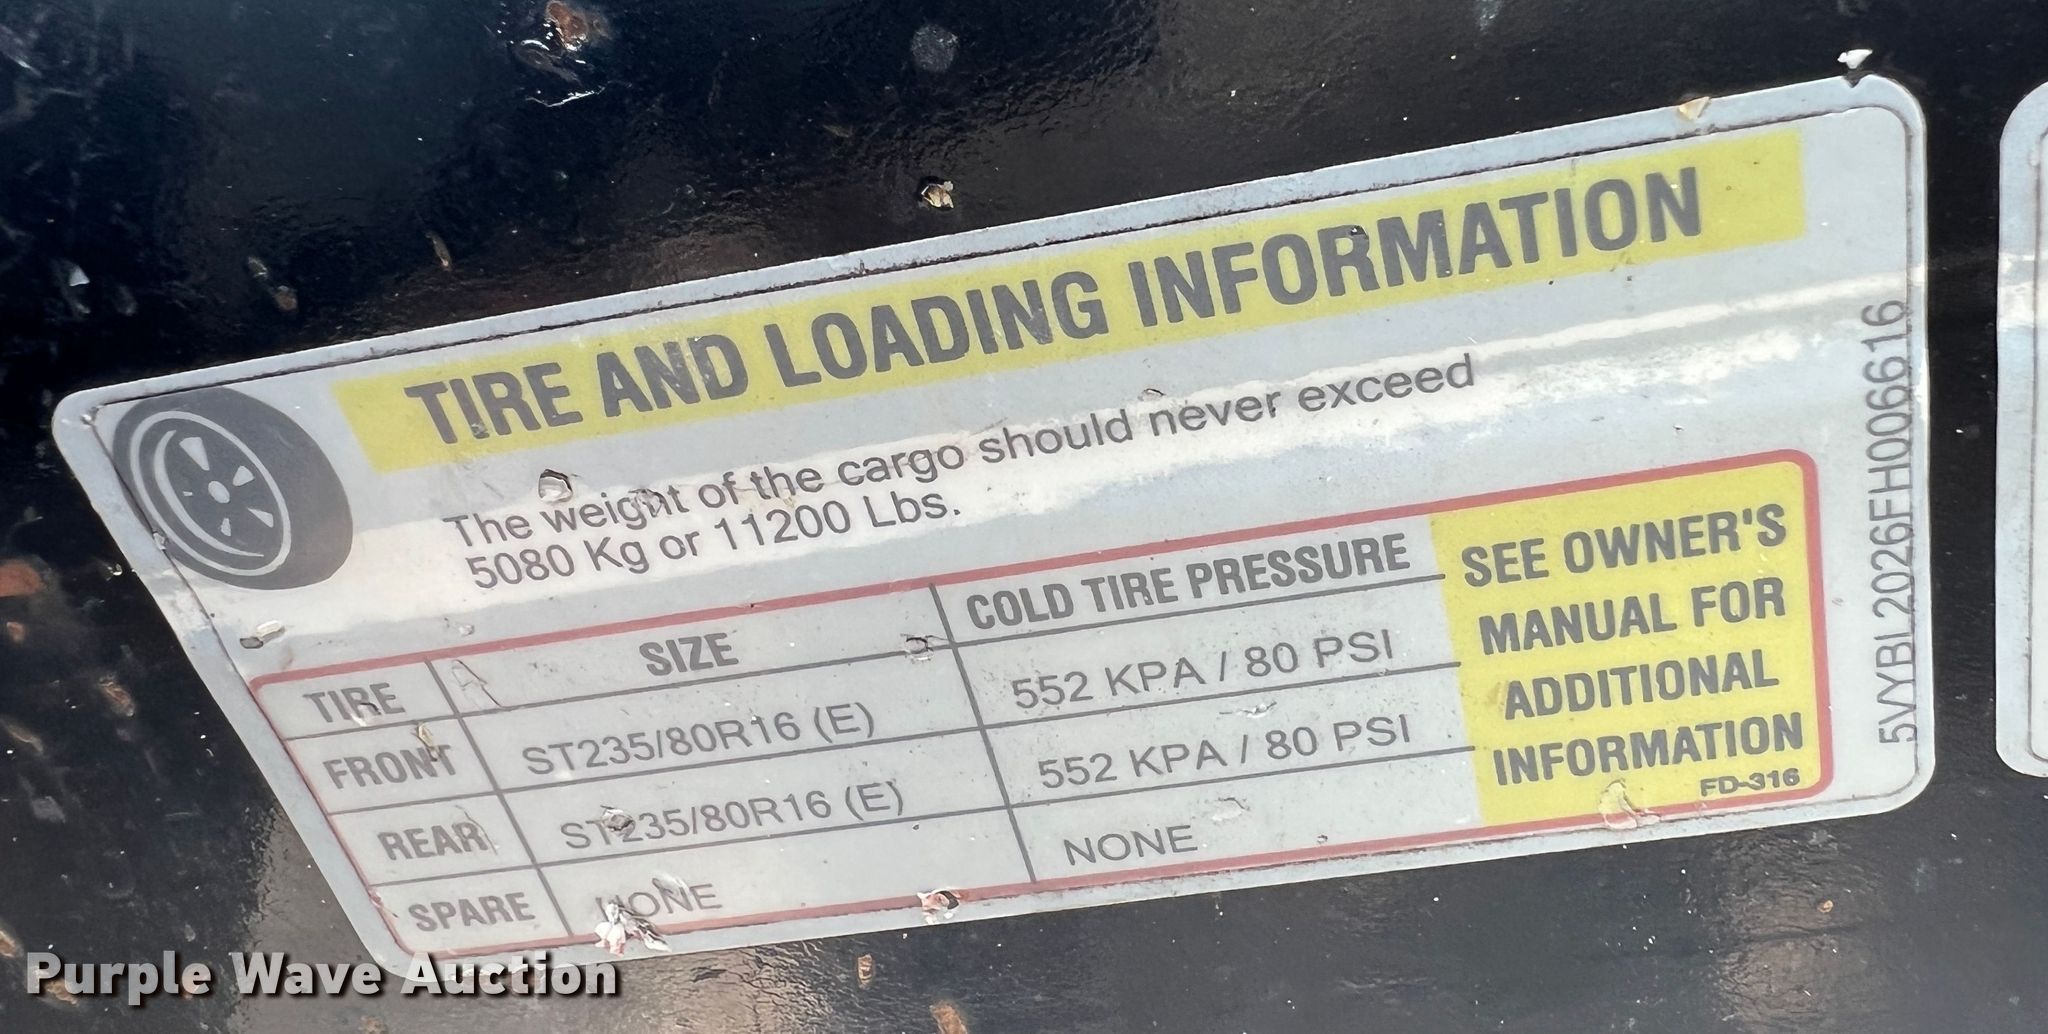 TIRE AND LOADING INFORMATION
The weight of the cargo should never exceed
5080 Kg or 11200 Lbs.
TIRE SIZE COLD TIRE PRESSURE
FRONT ST235/80R16 (E) 552 KPA / 80 PSI
REAR ST235/80R16 (E) 552 KPA / 80 PSI
SPARE NONE NONE
SEE OWNER'S
MANUAL FOR
ADDITIONAL
INFORMATION
FD-316
5VYBL2026FH006616
Purple Wave Auction